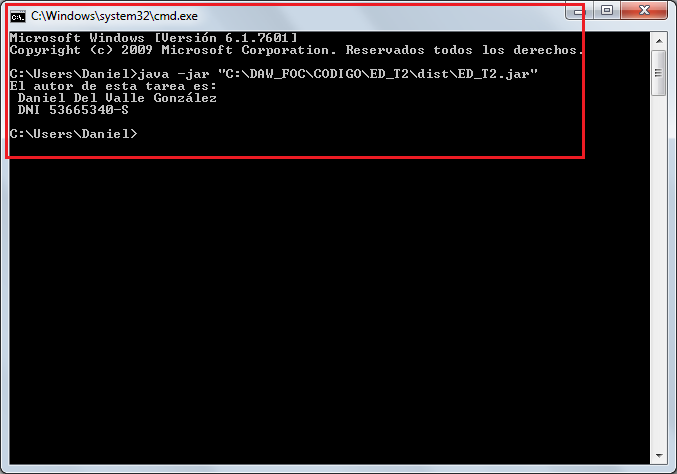 C:\Windows\system32\cmd.exe
Microsoft Windows [Versión 6.1.7601]
Copyright (c) 2009 Microsoft Corporation. Reservados todos los derechos.
C:\Users\Daniel>java -jar "C:\DAW_FOC\CODIGO\ED_T2\dist\ED_T2.jar"
El autor de esta tarea es:
Daniel Del Valle González
DNI 53665340-S
C:\Users\Daniel>